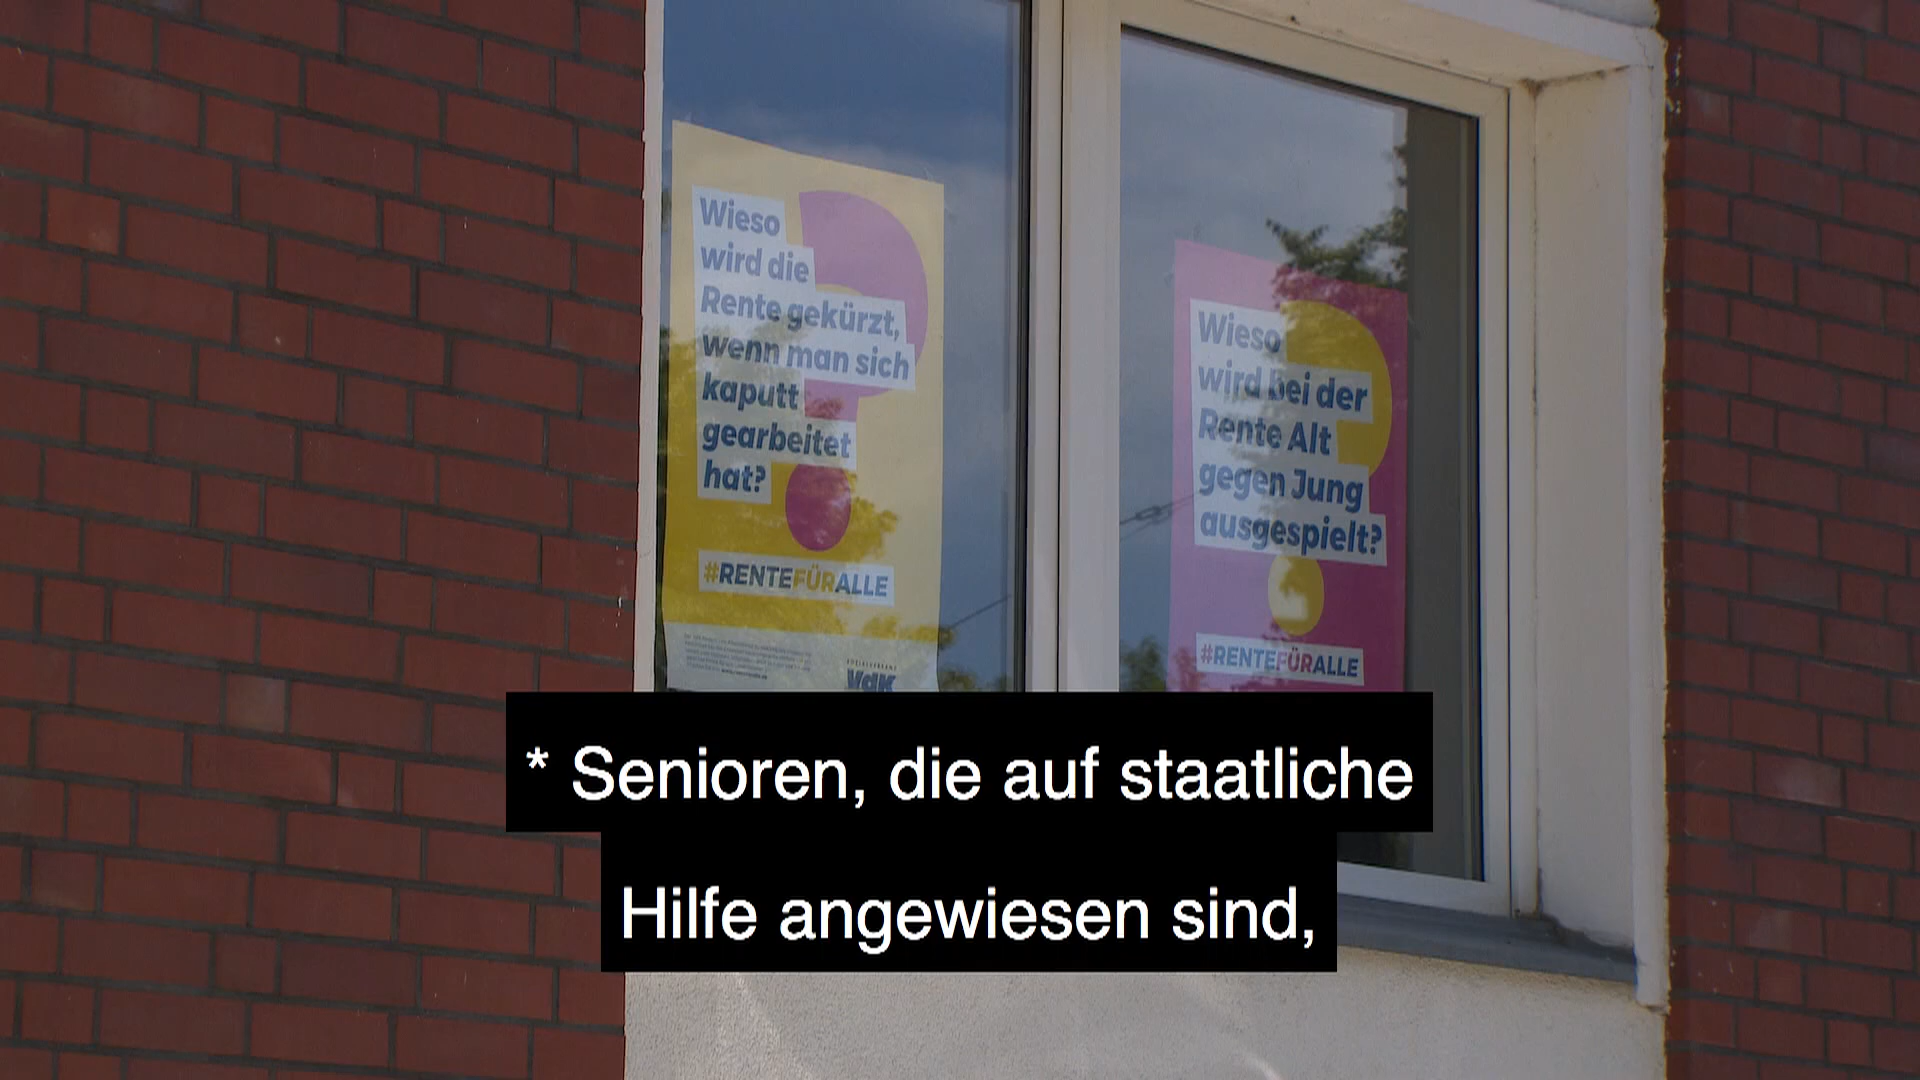 Wieso
wird die
Rente gekürzt,
wenn man sich
kaputt
gearbeitet
hat?
#RENTEFÜRALLE
SOZIALVERBAND
VdK
Wieso
wird bei der
Rente Alt
gegen Jung
ausgespielt?
#RENTEFÜRALLE
* Senioren, die auf staatliche
Hilfe angewiesen sind,